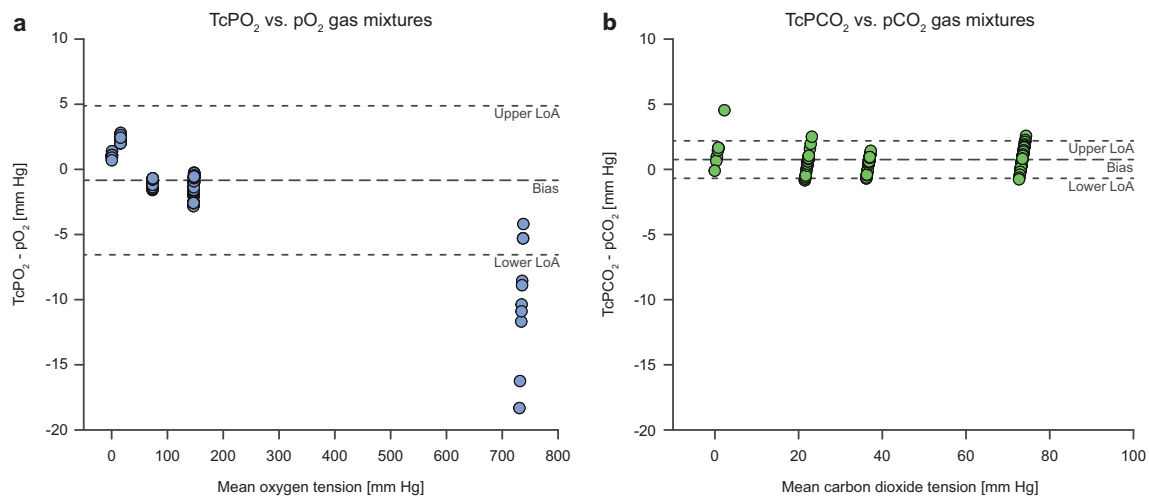 a
TcPO₂ vs. pO₂ gas mixtures
10
5
0
-5
-10
-15
-20
TcPO₂ - pO₂ [mm Hg]
Upper LoA
Bias
Lower LoA
0 100 200 300 400 500 600 700 800
Mean oxygen tension [mm Hg]
b
TcPCO₂ vs. pCO₂ gas mixtures
10
5
0
-5
-10
-15
-20
TcPCO₂ - pCO₂ [mm Hg]
Upper LoA
Bias
Lower LoA
0 20 40 60 80 100
Mean carbon dioxide tension [mm Hg]